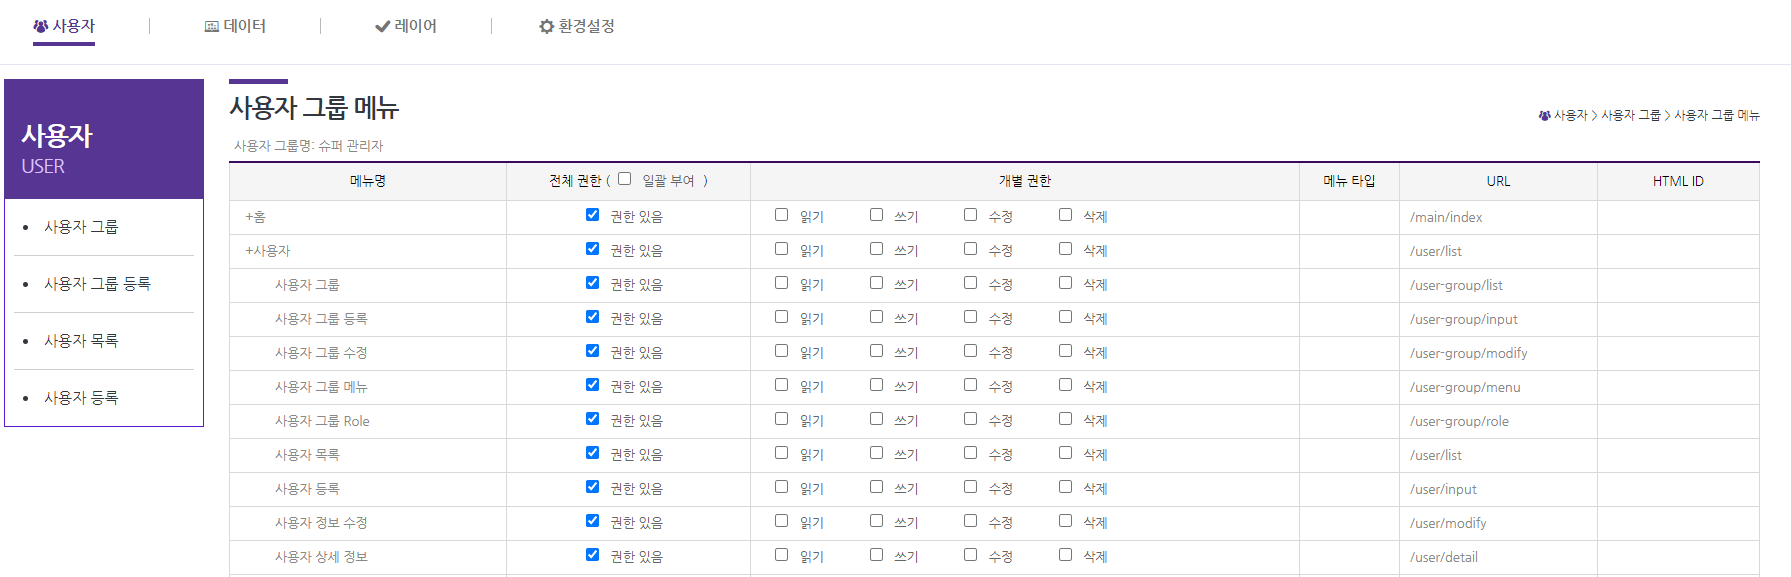 사용자 데이터 레이어 환경설정
사용자
USER
사용자 그룹
사용자 그룹 등록
사용자 목록
사용자 등록
사용자 그룹 메뉴
사용자 > 사용자 그룹 > 사용자 그룹 메뉴
사용자 그룹명: 슈퍼 관리자
메뉴명 전체 권한 ( 일괄 부여 ) 개별 권한 메뉴 타입 URL HTML ID
+홈 권한 있음 읽기 쓰기 수정 삭제 /main/index
+사용자 권한 있음 읽기 쓰기 수정 삭제 /user/list
사용자 그룹 권한 있음 읽기 쓰기 수정 삭제 /user-group/list
사용자 그룹 등록 권한 있음 읽기 쓰기 수정 삭제 /user-group/input
사용자 그룹 수정 권한 있음 읽기 쓰기 수정 삭제 /user-group/modify
사용자 그룹 메뉴 권한 있음 읽기 쓰기 수정 삭제 /user-group/menu
사용자 그룹 Role 권한 있음 읽기 쓰기 수정 삭제 /user-group/role
사용자 목록 권한 있음 읽기 쓰기 수정 삭제 /user/list
사용자 등록 권한 있음 읽기 쓰기 수정 삭제 /user/input
사용자 정보 수정 권한 있음 읽기 쓰기 수정 삭제 /user/modify
사용자 상세 정보 권한 있음 읽기 쓰기 수정 삭제 /user/detail